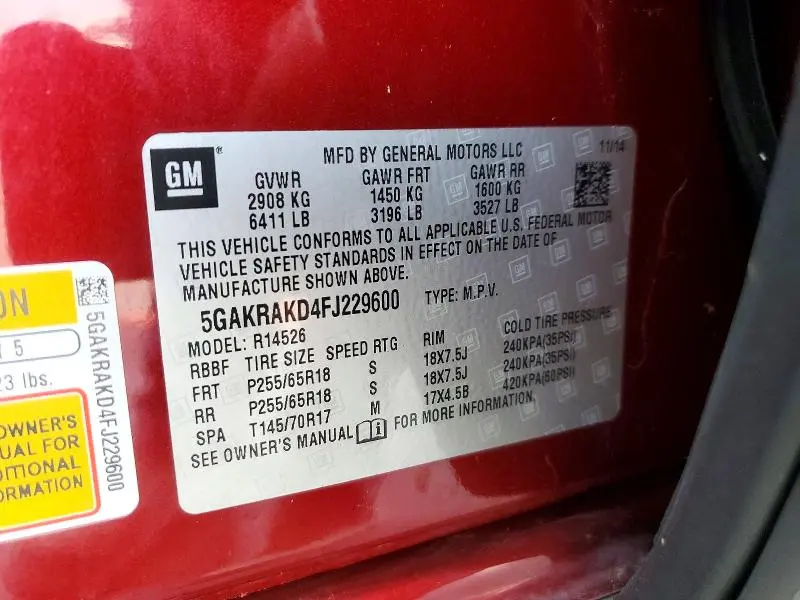 GM
MFD BY GENERAL MOTORS LLC
11/14
GVWR GAWR FRT GAWR RR
2908 KG 1450 KG 1600 KG
6411 LB 3196 LB 3527 LB
THIS VEHICLE CONFORMS TO ALL APPLICABLE U.S. FEDERAL MOTOR
VEHICLE SAFETY STANDARDS IN EFFECT ON THE DATE OF
MANUFACTURE SHOWN ABOVE.
5GAKRAKD4FJ229600 TYPE: M.P.V.
MODEL: R14526
RBBF TIRE SIZE SPEED RTG RIM COLD TIRE PRESSURE
FRT P255/65R18 S 18X7.5J 240KPA(35PSI)
RR P255/65R18 S 18X7.5J 240KPA(35PSI)
SPA T145/70R17 M 17X4.5B 420KPA(60PSI)
SEE OWNER'S MANUAL FOR MORE INFORMATION.
ON
5
23 lbs.
OWNER'S
UAL FOR
DITIONAL
ORMATION
5GAKRAKD4FJ229600